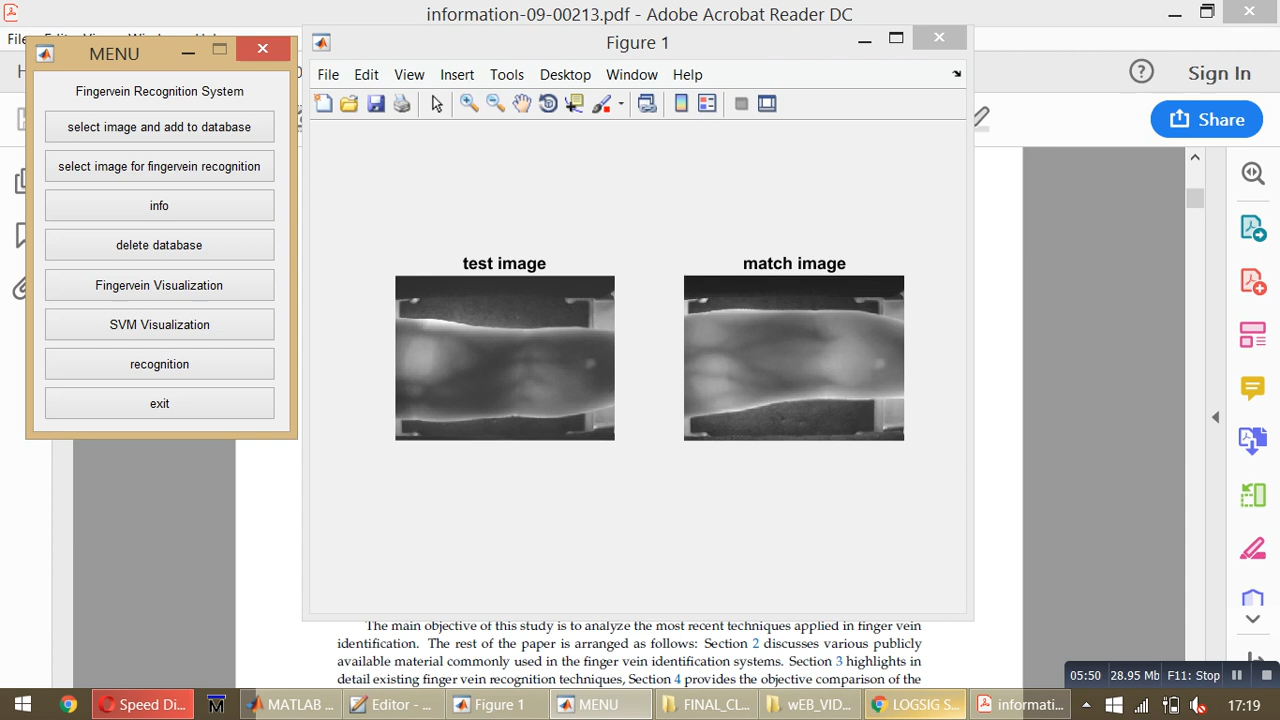 information-09-00213.pdf - Adobe Acrobat Reader DC
MENU
Fingervein Recognition System
select image and add to database
select image for fingervein recognition
info
delete database
Fingervein Visualization
SVM Visualization
recognition
exit
Figure 1
File Edit View Insert Tools Desktop Window Help
test image
match image
Sign In
Share
The main objective of this study is to analyze the most recent techniques applied in finger vein
identification. The rest of the paper is arranged as follows: Section 2 discusses various publicly
available material commonly used in the finger vein identification systems. Section 3 highlights in
detail existing finger vein recognition techniques, Section 4 provides the objective comparison of the
05:50 28.95 Mb F11: Stop
Speed Di... MATLAB ... Editor - ... Figure 1 MENU FINAL_CL... wEB_VID... LOGSIG S... informati... 17:19